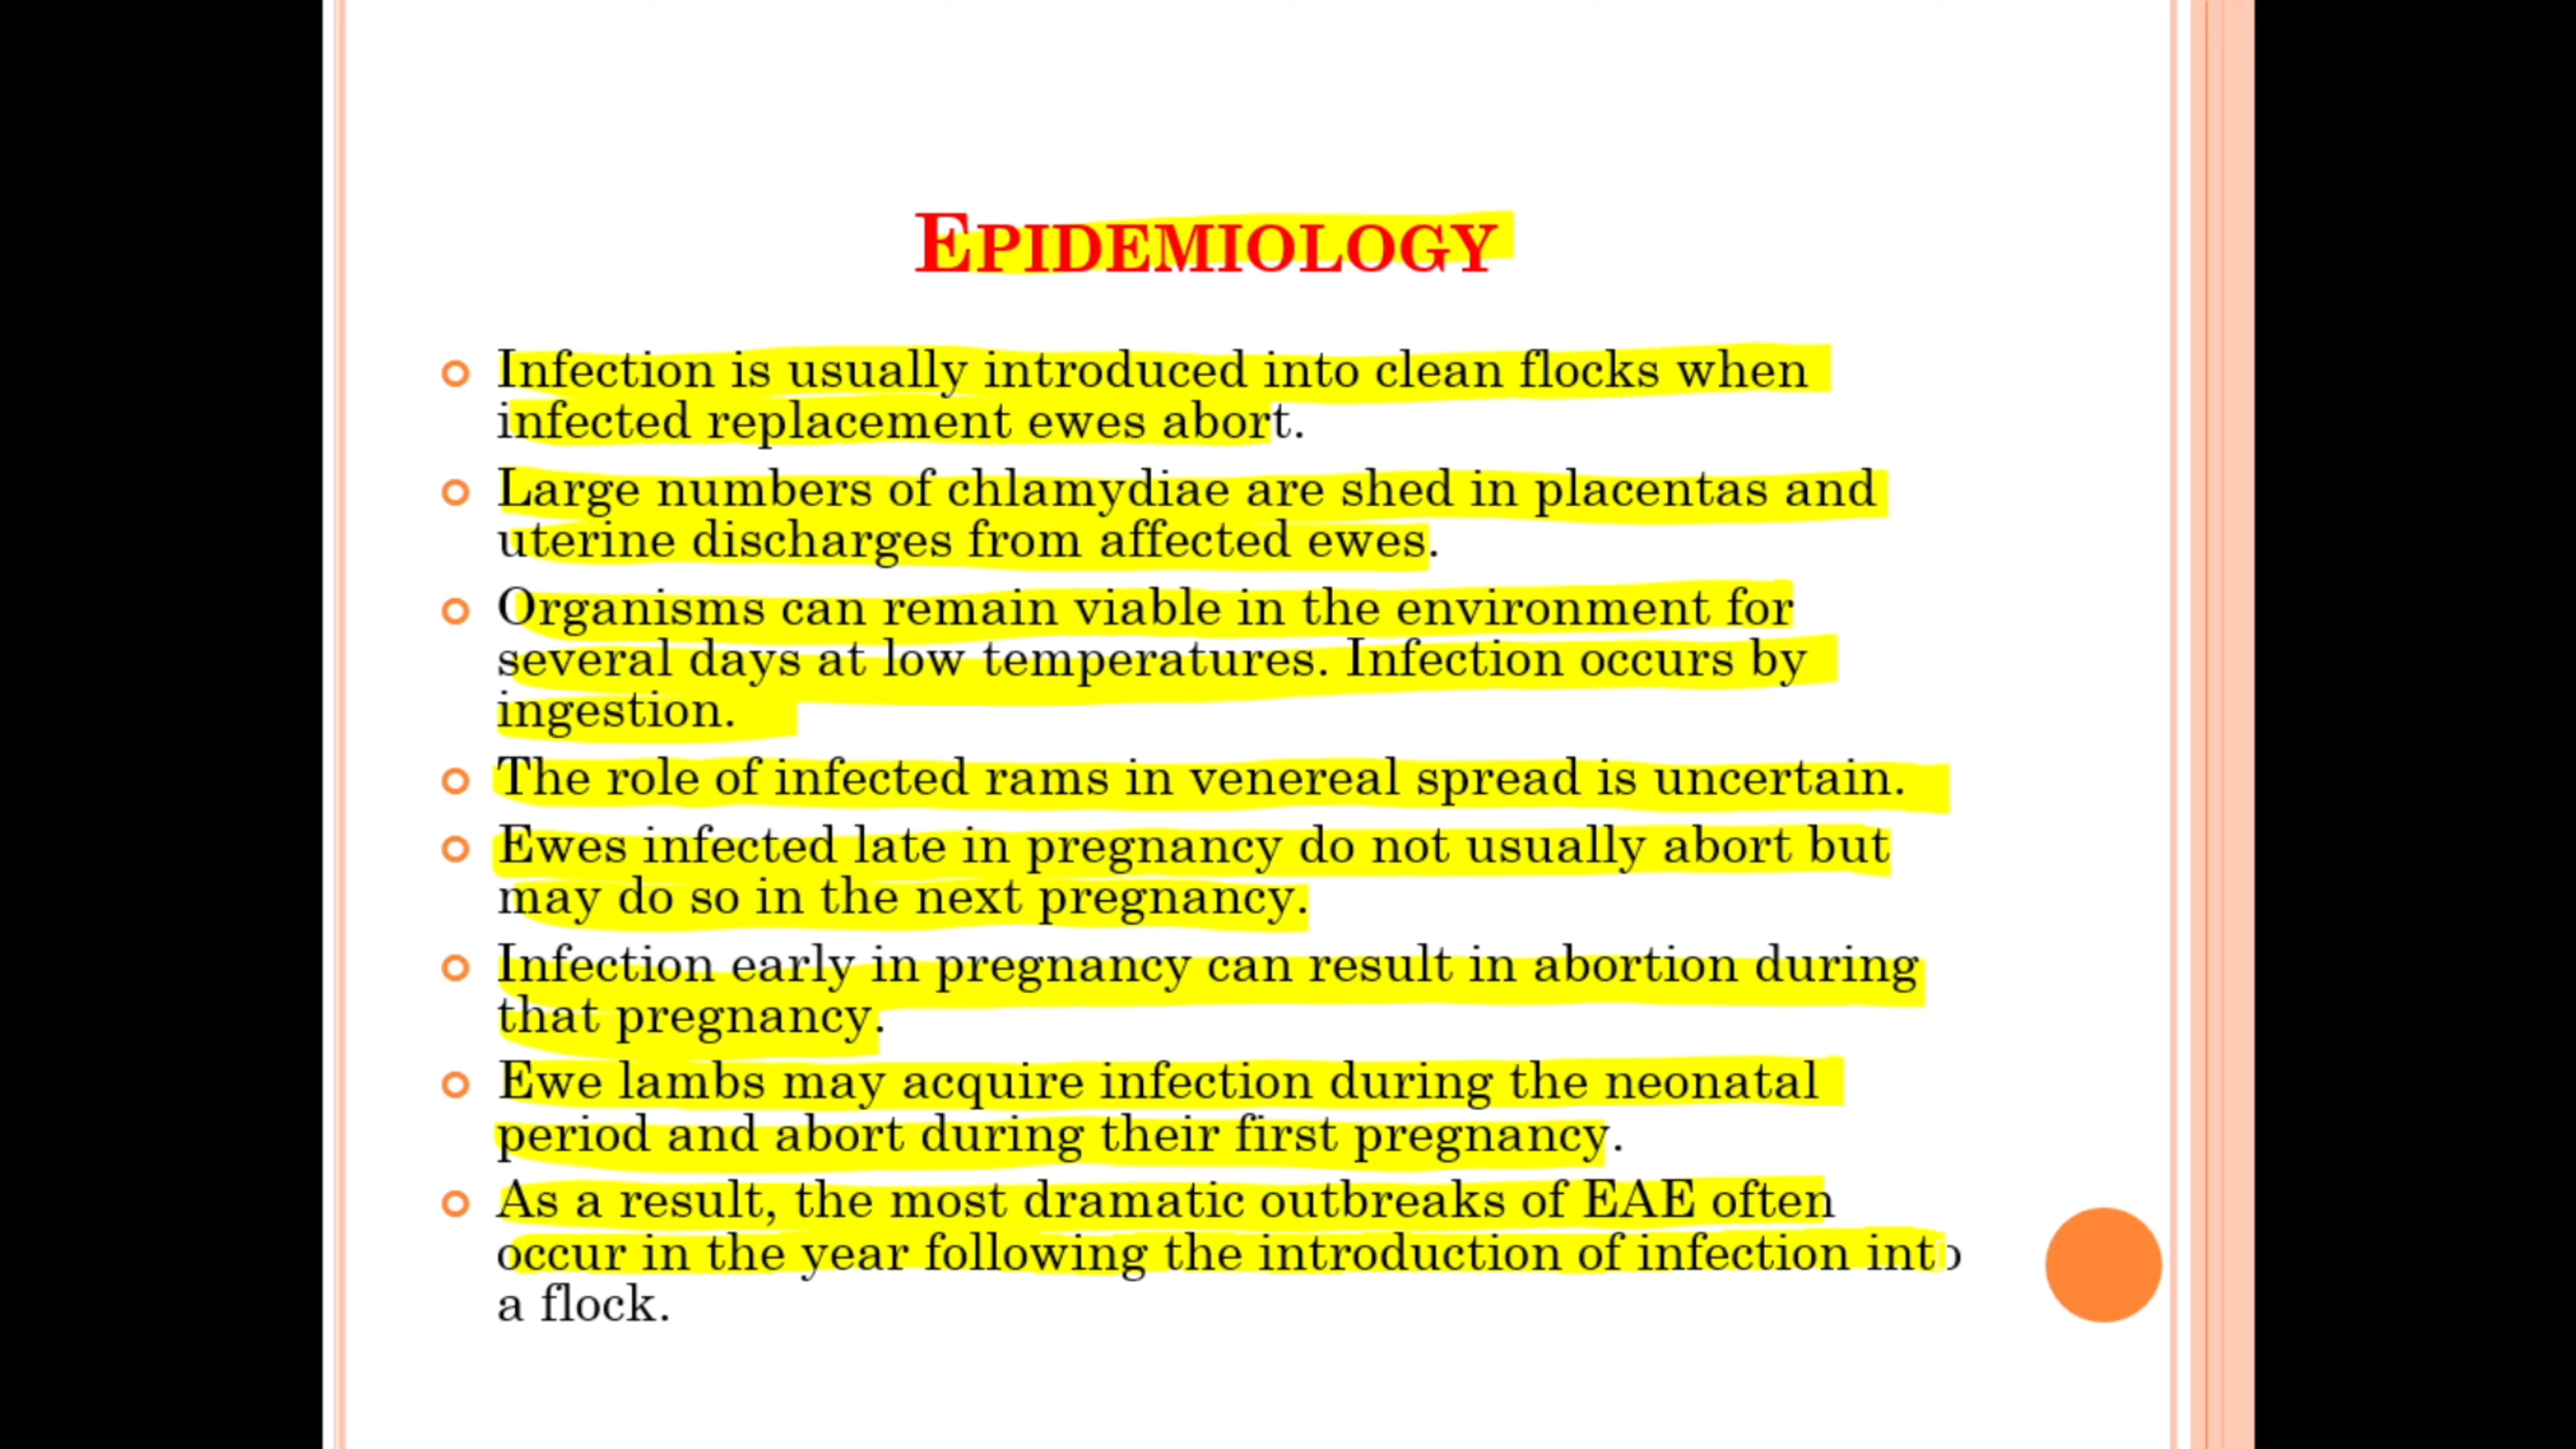 EPIDEMIOLOGY
Infection is usually introduced into clean flocks when
infected replacement ewes abort.
Large numbers of chlamydiae are shed in placentas and
uterine discharges from affected ewes.
Organisms can remain viable in the environment for
several days at low temperatures. Infection occurs by
ingestion.
The role of infected rams in venereal spread is uncertain.
Ewes infected late in pregnancy do not usually abort but
may do so in the next pregnancy.
Infection early in pregnancy can result in abortion during
that pregnancy.
Ewe lambs may acquire infection during the neonatal
period and abort during their first pregnancy.
As a result, the most dramatic outbreaks of EAE often
occur in the year following the introduction of infection into
a flock.